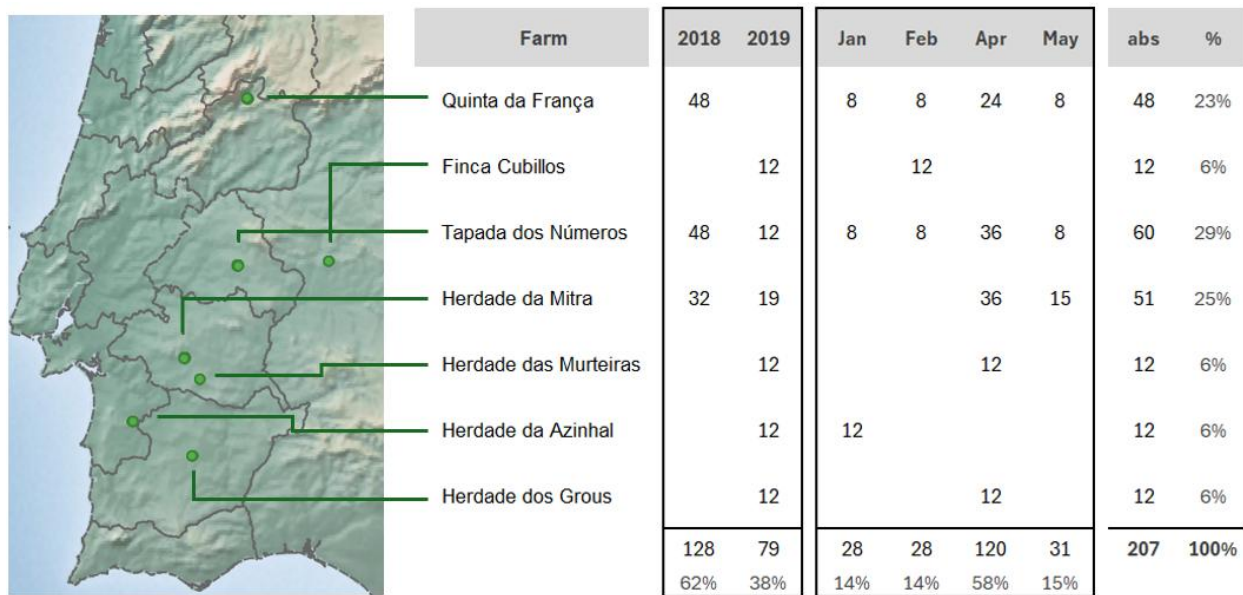 Farm 2018 2019 Jan Feb Apr May abs %
Quinta da França 48 8 8 24 8 48 23%
Finca Cubillos 12 12 12 6%
Tapada dos Números 48 12 8 8 36 8 60 29%
Herdade da Mitra 32 19 36 15 51 25%
Herdade das Murteiras 12 12 12 6%
Herdade da Azinhal 12 12 12 6%
Herdade dos Grous 12 12 12 6%
128 79 28 28 120 31 207 100%
62% 38% 14% 14% 58% 15%